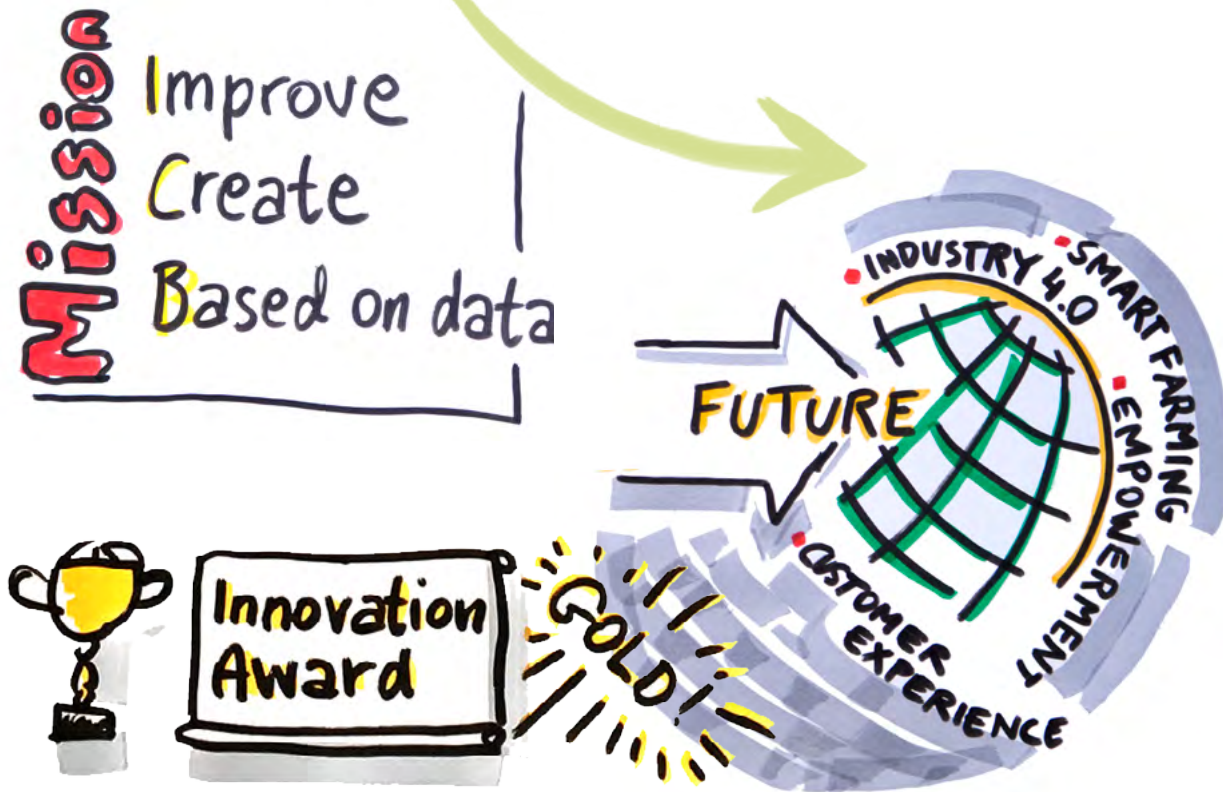 Mission
Improve
Create
Based on data
INDUSTRY 4.0
SMART FARMING
EMPOWERMENT
CUSTOMER
EXPERIENCE
FUTURE
Innovation
Award
GOLD!